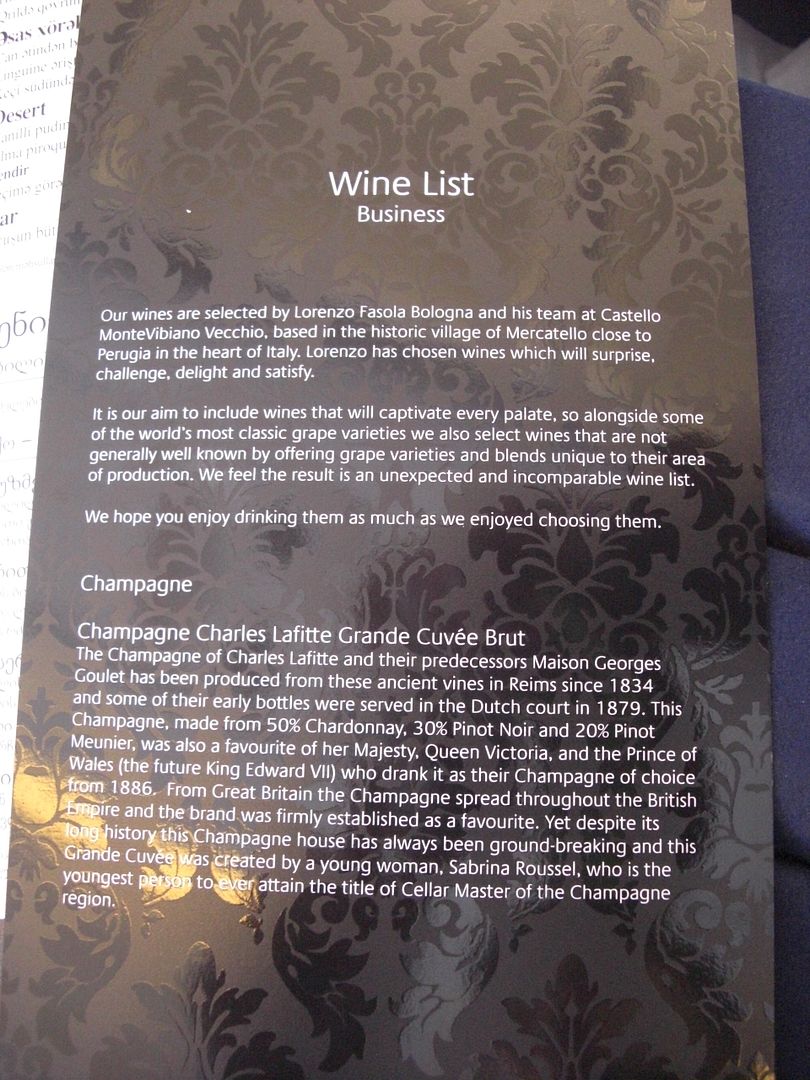 Wine List
Business
Our wines are selected by Lorenzo Fasola Bologna and his team at Castello
MonteVibiano Vecchio, based in the historic village of Mercatello close to
Perugia in the heart of Italy. Lorenzo has chosen wines which will surprise,
challenge, delight and satisfy.
It is our aim to include wines that will captivate every palate, so alongside some
of the world's most classic grape varieties we also select wines that are not
generally well known by offering grape varieties and blends unique to their area
of production. We feel the result is an unexpected and incomparable wine list.
We hope you enjoy drinking them as much as we enjoyed choosing them.
Champagne
Champagne Charles Lafitte Grande Cuvée Brut
The Champagne of Charles Lafitte and their predecessors Maison Georges
Goulet has been produced from these ancient vines in Reims since 1834
and some of their early bottles were served in the Dutch court in 1879. This
Champagne, made from 50% Chardonnay, 30% Pinot Noir and 20% Pinot
Meunier, was also a favourite of her Majesty, Queen Victoria, and the Prince of
Wales (the future King Edward VII) who drank it as their Champagne of choice
from 1886. From Great Britain the Champagne spread throughout the British
Empire and the brand was firmly established as a favourite. Yet despite its
long history this Champagne house has always been ground-breaking and this
Grande Cuvée was created by a young woman, Sabrina Roussel, who is the
youngest person to ever attain the title of Cellar Master of the Champagne
region.
Desert